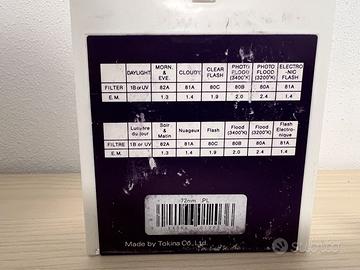 DAYLIGHT MORN. & EVE. CLOUDY CLEAR FLASH PHOTO FLOOD (3400°K) PHOTO FLOOD (3200°K) ELECTRO-NIC FLASH
FILTER 1B or UV 82A 81A 80C 80B 80A 81A
E.M. 1.3 1.4 1.9 2.0 2.4 1.4
Lumière du jour Soir & Matin Nuageux Flash Flood (3400°K) Flood (3200°K) Flash Electronique
FILTRE 1B or UV 82A 81A 80C 80B 80A 81A
E.M. 1.3 1.4 1.9 2.0 2.4 1.4
72mm PL
Made by Tokina Co., Ltd.
Subito